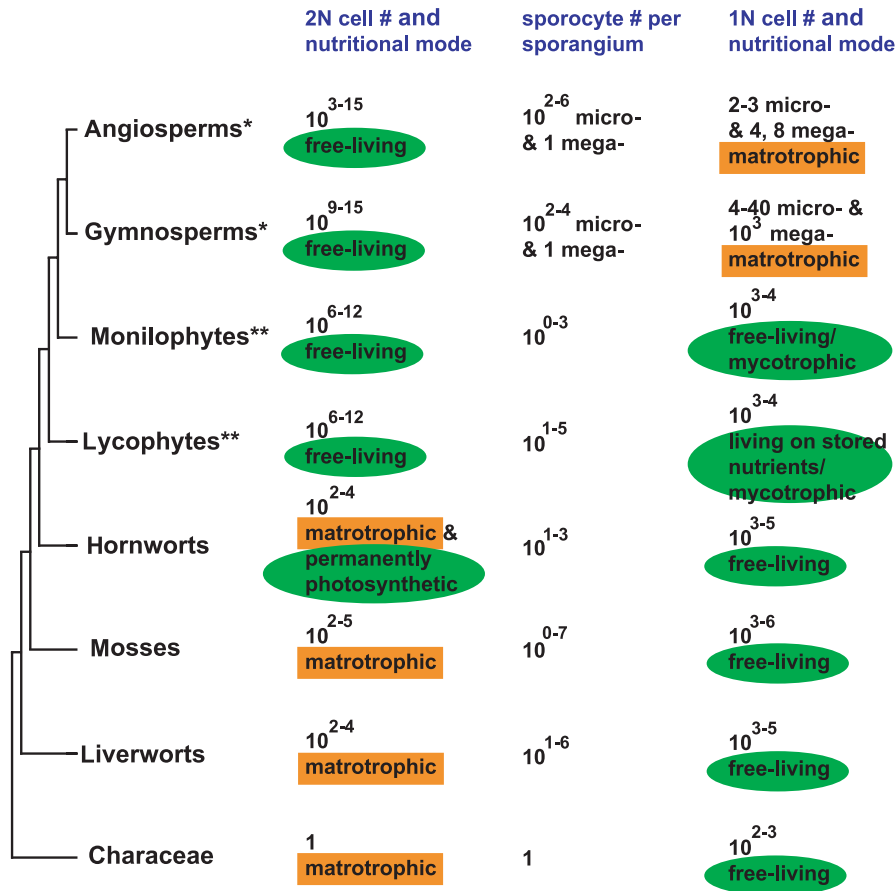 2N cell # and
nutritional mode
sporocyte # per
sporangium
1N cell # and
nutritional mode
Angiosperms*
10^3-15
free-living
10^2-6 micro-
& 1 mega-
2-3 micro-
& 4, 8 mega-
matrotrophic
Gymnosperms*
10^9-15
free-living
10^2-4 micro-
& 1 mega-
4-40 micro- &
10^3 mega-
matrotrophic
Monilophytes**
10^6-12
free-living
10^0-3
10^3-4
free-living/
mycotrophic
Lycophytes**
10^6-12
free-living
10^1-5
10^3-4
living on stored
nutrients/
mycotrophic
Hornworts
10^2-4
matrotrophic &
permanently
photosynthetic
10^1-3
10^3-5
free-living
Mosses
10^2-5
matrotrophic
10^0-7
10^3-6
free-living
Liverworts
10^2-4
matrotrophic
10^1-6
10^3-5
free-living
Characeae
1
matrotrophic
1
10^2-3
free-living